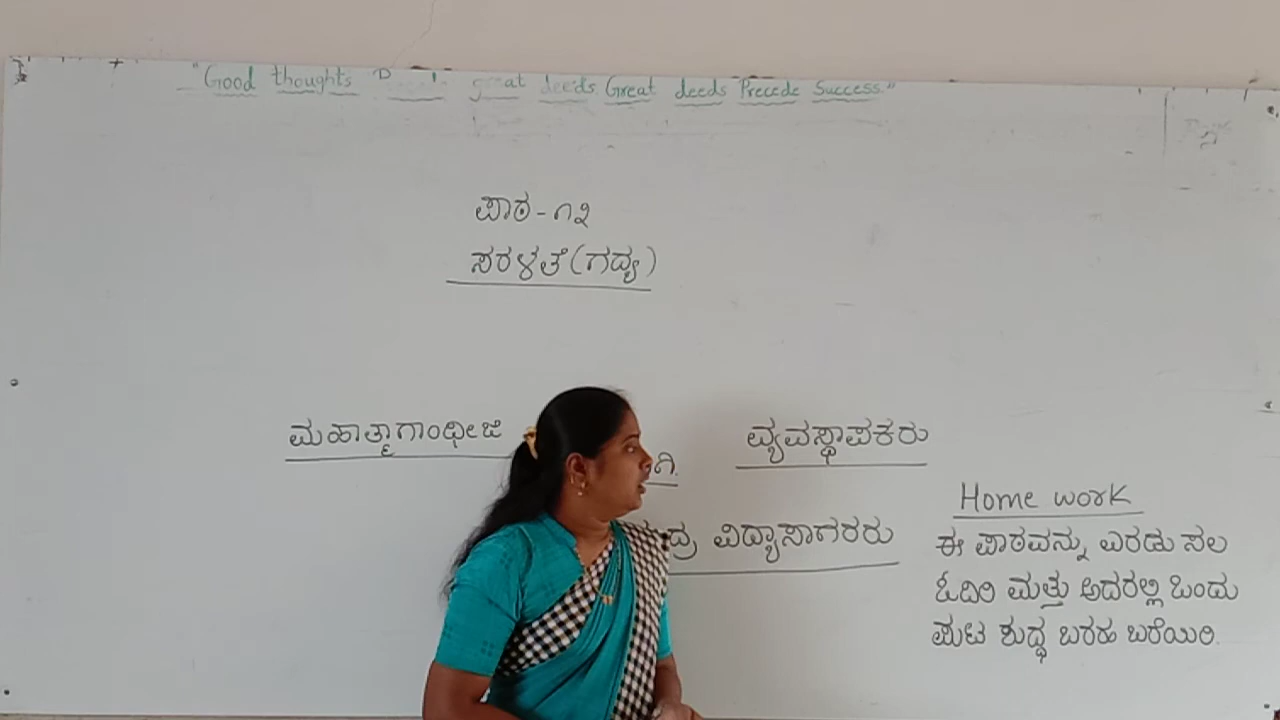 "Good thoughts great deeds Great deeds Precede Success."
ಪಾಠ-೧೨
ಸರಳತೆ(ಗದ್ಯ)
ಮಹಾತ್ಮಾಗಾಂಧೀಜಿ
ವ್ಯವಸ್ಥಾಪಕರು
ವಿದ್ಯಾಸಾಗರರು
Home work
ಈ ಪಾಠವನ್ನು ಎರಡು ಸಲ
ಓದಿರಿ ಮತ್ತು ಅದರಲ್ಲಿ ಒಂದು
ಪುಟ ಶುದ್ಧ ಬರಹ ಬರೆಯಿರಿ.